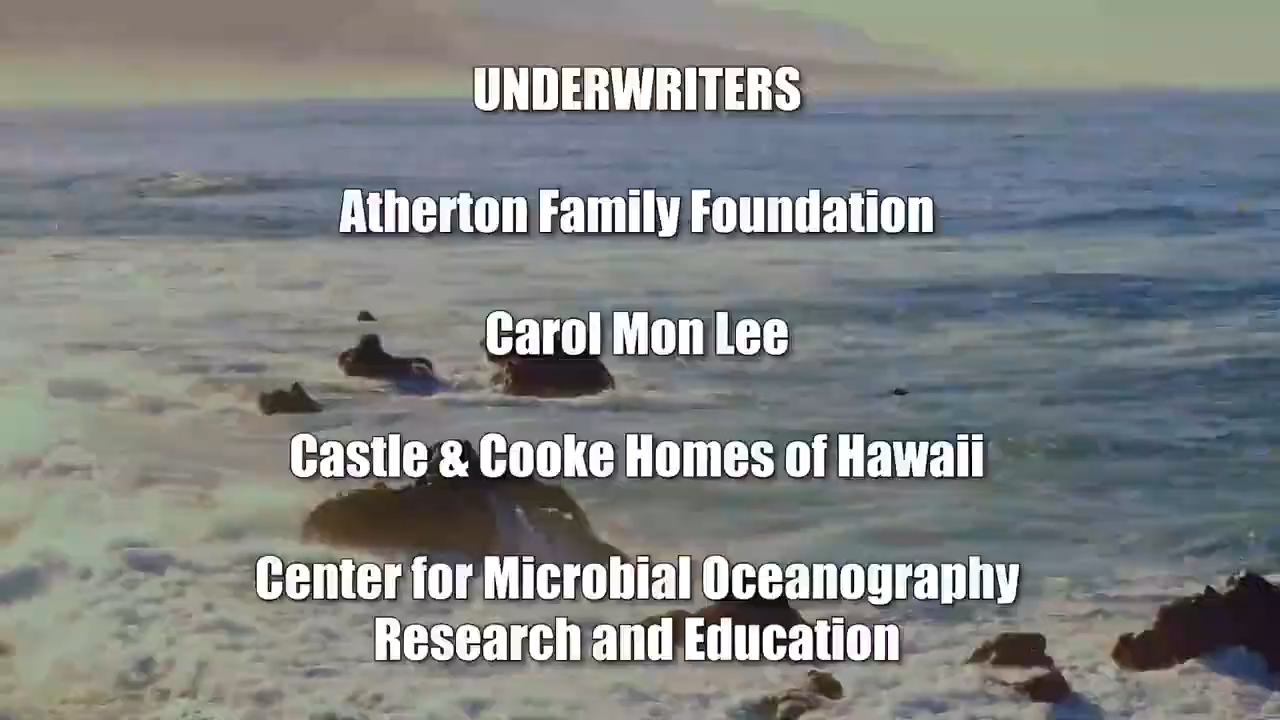 UNDERWRITERS
Atherton Family Foundation
Carol Mon Lee
Castle & Cooke Homes of Hawaii
Center for Microbial Oceanography
Research and Education